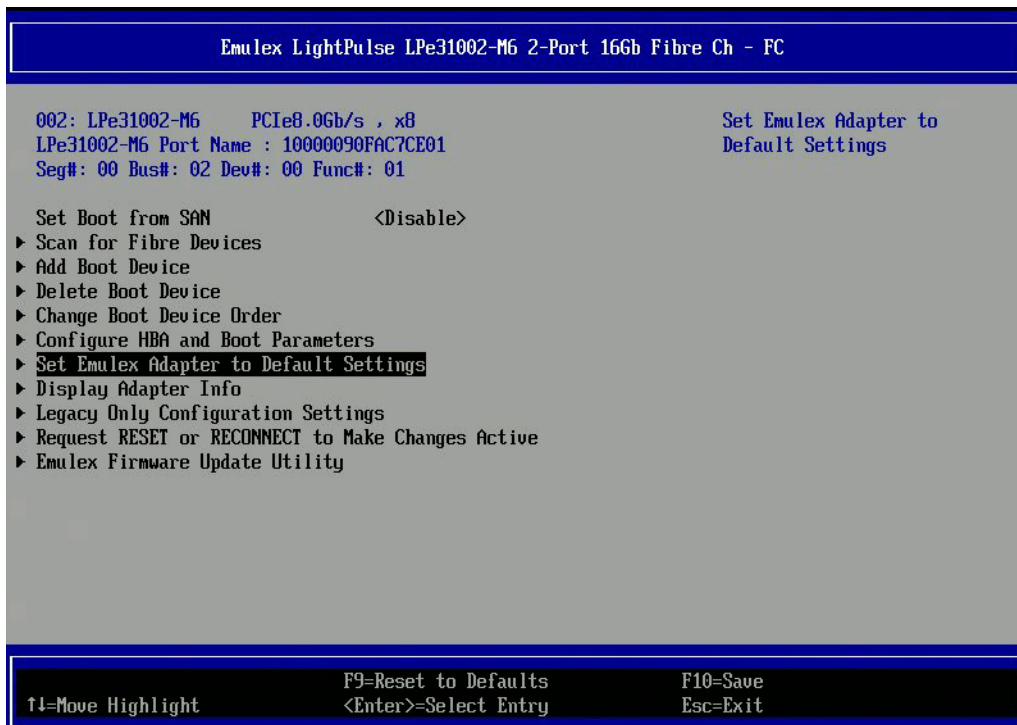 Emulex LightPulse LPe31002-M6 2-Port 16Gb Fibre Ch - FC
002: LPe31002-M6 PCIe8.0Gb/s , x8
LPe31002-M6 Port Name : 10000090FAC7CE01
Seg#: 00 Bus#: 02 Dev#: 00 Func#: 01
Set Emulex Adapter to
Default Settings
Set Boot from SAN <Disable>
Scan for Fibre Devices
Add Boot Device
Delete Boot Device
Change Boot Device Order
Configure HBA and Boot Parameters
Set Emulex Adapter to Default Settings
Display Adapter Info
Legacy Only Configuration Settings
Request RESET or RECONNECT to Make Changes Active
Emulex Firmware Update Utility
F9=Reset to Defaults F10=Save
↑↓=Move Highlight <Enter>=Select Entry Esc=Exit